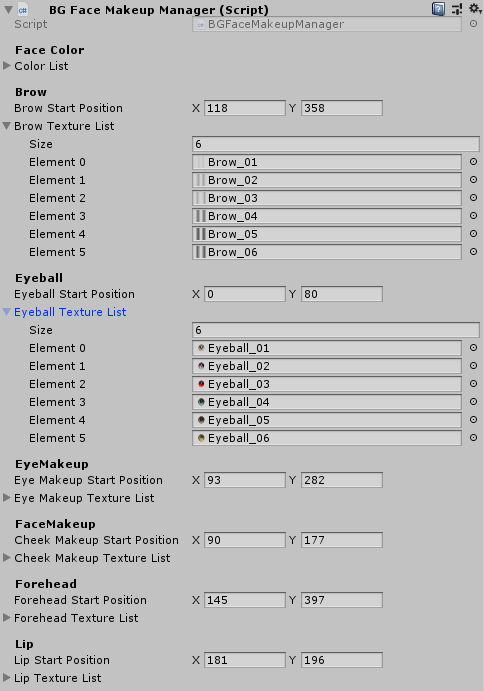 BG Face Makeup Manager (Script)
Script BGFaceMakeupManager
Face Color
Color List
Brow
Brow Start Position X 118 Y 358
Brow Texture List
Size 6
Element 0 Brow_01
Element 1 Brow_02
Element 2 Brow_03
Element 3 Brow_04
Element 4 Brow_05
Element 5 Brow_06
Eyeball
Eyeball Start Position X 0 Y 80
Eyeball Texture List
Size 6
Element 0 Eyeball_01
Element 1 Eyeball_02
Element 2 Eyeball_03
Element 3 Eyeball_04
Element 4 Eyeball_05
Element 5 Eyeball_06
EyeMakeup
Eye Makeup Start Position X 93 Y 282
Eye Makeup Texture List
FaceMakeup
Cheek Makeup Start Position X 90 Y 177
Cheek Makeup Texture List
Forehead
Forehead Start Position X 145 Y 397
Forehead Texture List
Lip
Lip Start Position X 181 Y 196
Lip Texture List